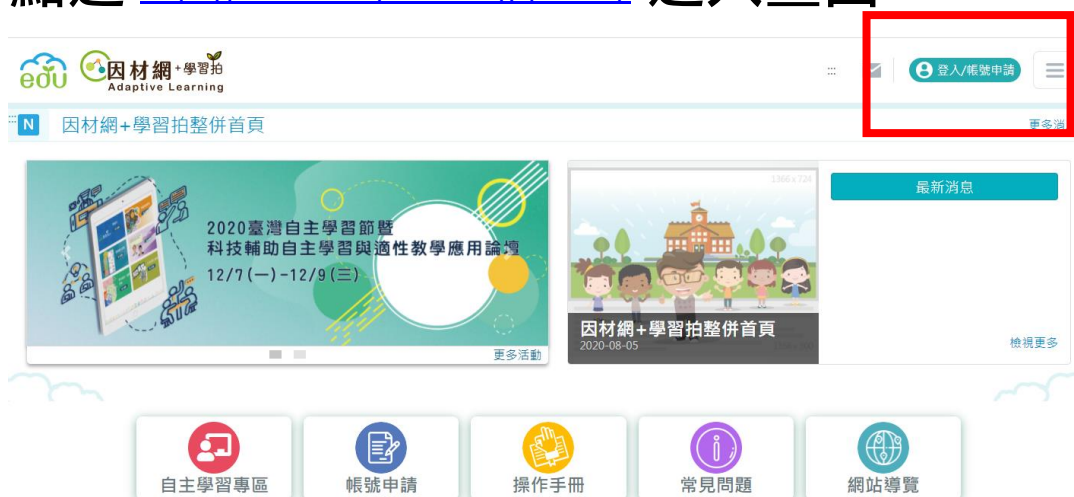 edu 因材網+學習拍
Adaptive Learning
登入/帳號申請
N 因材網+學習拍整併首頁
2020臺灣自主學習節暨
科技輔助自主學習與適性教學應用論壇
12/7(一)-12/9(三)
更多活動
1366 x 724
因材網+學習拍整併首頁
2020-08-05
最新消息
檢視更多
自主學習專區
帳號申請
操作手冊
常見問題
網站導覽